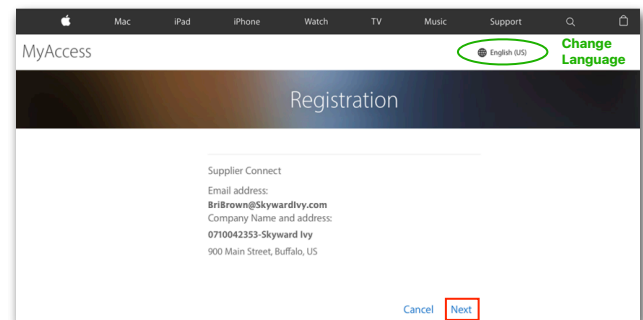 Mac iPad iPhone Watch TV Music Support
MyAccess
English (US)
Change
Language
Registration
Supplier Connect
Email address:
BriBrown@SkywardIvy.com
Company Name and address:
0710042353-Skyward Ivy
900 Main Street, Buffalo, US
Cancel Next